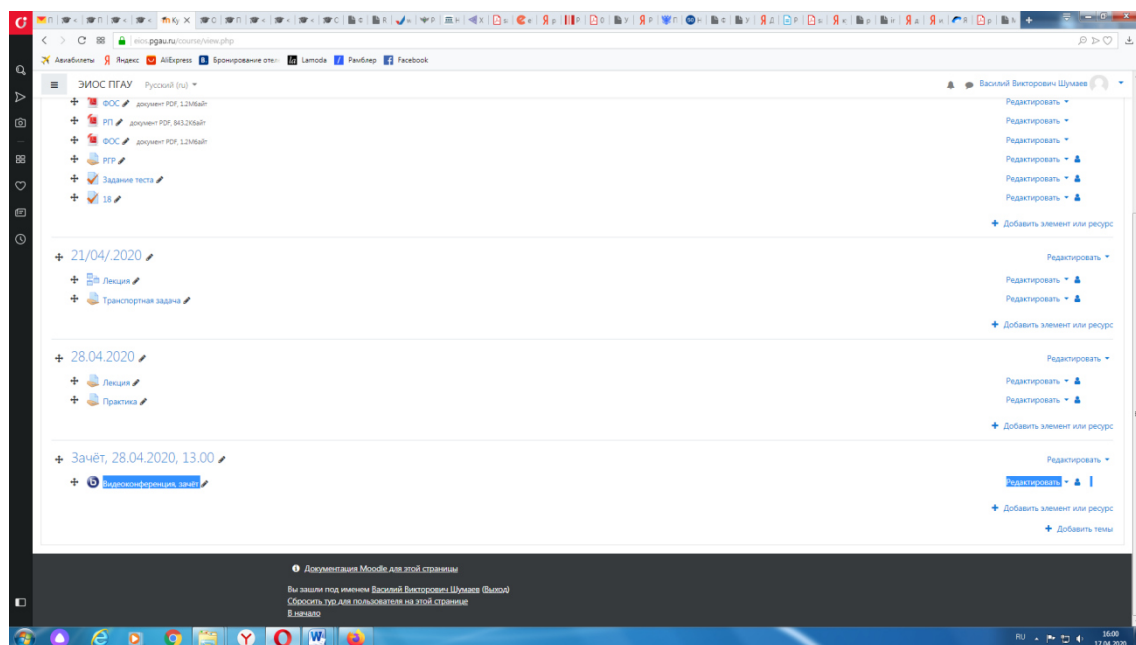 eios.pgau.ru/course/view.php
Авиабилеты Яндекс AliExpress Бронирование отел Lamoda Рамблер Facebook
ЭИОС ПГАУ Русский (ru) Василий Викторович Шумаев
ФОС документ PDF, 1.2Мбайт Редактировать
РП документ PDF, 843.2Кбайт Редактировать
ФОС документ PDF, 1.2Мбайт Редактировать
РГР Редактировать
Задание теста Редактировать
18 Редактировать
Добавить элемент или ресурс
21/04/.2020 Редактировать
Лекция Редактировать
Транспортная задача Редактировать
Добавить элемент или ресурс
28.04.2020 Редактировать
Лекция Редактировать
Практика Редактировать
Добавить элемент или ресурс
Зачёт, 28.04.2020, 13.00 Редактировать
Видеоконференция, зачёт Редактировать
Добавить элемент или ресурс
Добавить темы
Документация Moodle для этой страницы
Вы зашли под именем Василий Викторович Шумаев (Выход)
Сбросить тур для пользователя на этой странице
В начало
RU 16:00
17.04.2020